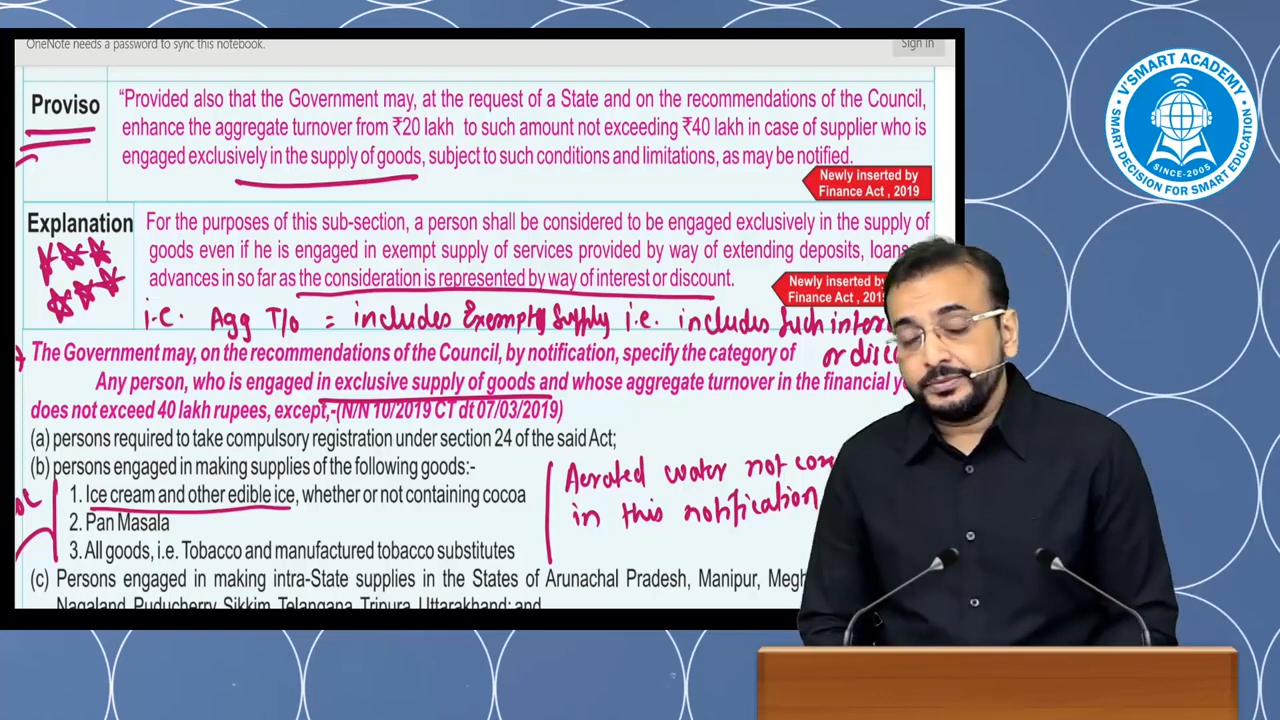 OneNote needs a password to sync this notebook.
Sign in
Proviso
“Provided also that the Government may, at the request of a State and on the recommendations of the Council,
enhance the aggregate turnover from ₹20 lakh to such amount not exceeding ₹40 lakh in case of supplier who is
engaged exclusively in the supply of goods, subject to such conditions and limitations, as may be notified.
Newly inserted by
Finance Act , 2019
Explanation
For the purposes of this sub-section, a person shall be considered to be engaged exclusively in the supply of
goods even if he is engaged in exempt supply of services provided by way of extending deposits, loans
advances in so far as the consideration is represented by way of interest or discount.
Newly inserted by
Finance Act , 201
i.e. Agg T/o = includes Exempt Supply i.e. includes Such
or
The Government may, on the recommendations of the Council, by notification, specify the category of
Any person, who is engaged in exclusive supply of goods and whose aggregate turnover in the financial
does not exceed 40 lakh rupees, except,-(N/N 10/2019 CT dt 07/03/2019)
(a) persons required to take compulsory registration under section 24 of the said Act;
(b) persons engaged in making supplies of the following goods:-
1. Ice cream and other edible ice, whether or not containing cocoa
2. Pan Masala
3. All goods, i.e. Tobacco and manufactured tobacco substitutes
Aerated water not
in this notification
(c) Persons engaged in making intra-State supplies in the States of Arunachal Pradesh, Manipur, Megh
Nagaland, Puducherry, Sikkim, Telangana, Tripura, Uttarakhand; and
V'SMART ACADEMY
SINCE-2005
SMART DECISION FOR SMART EDUCATION